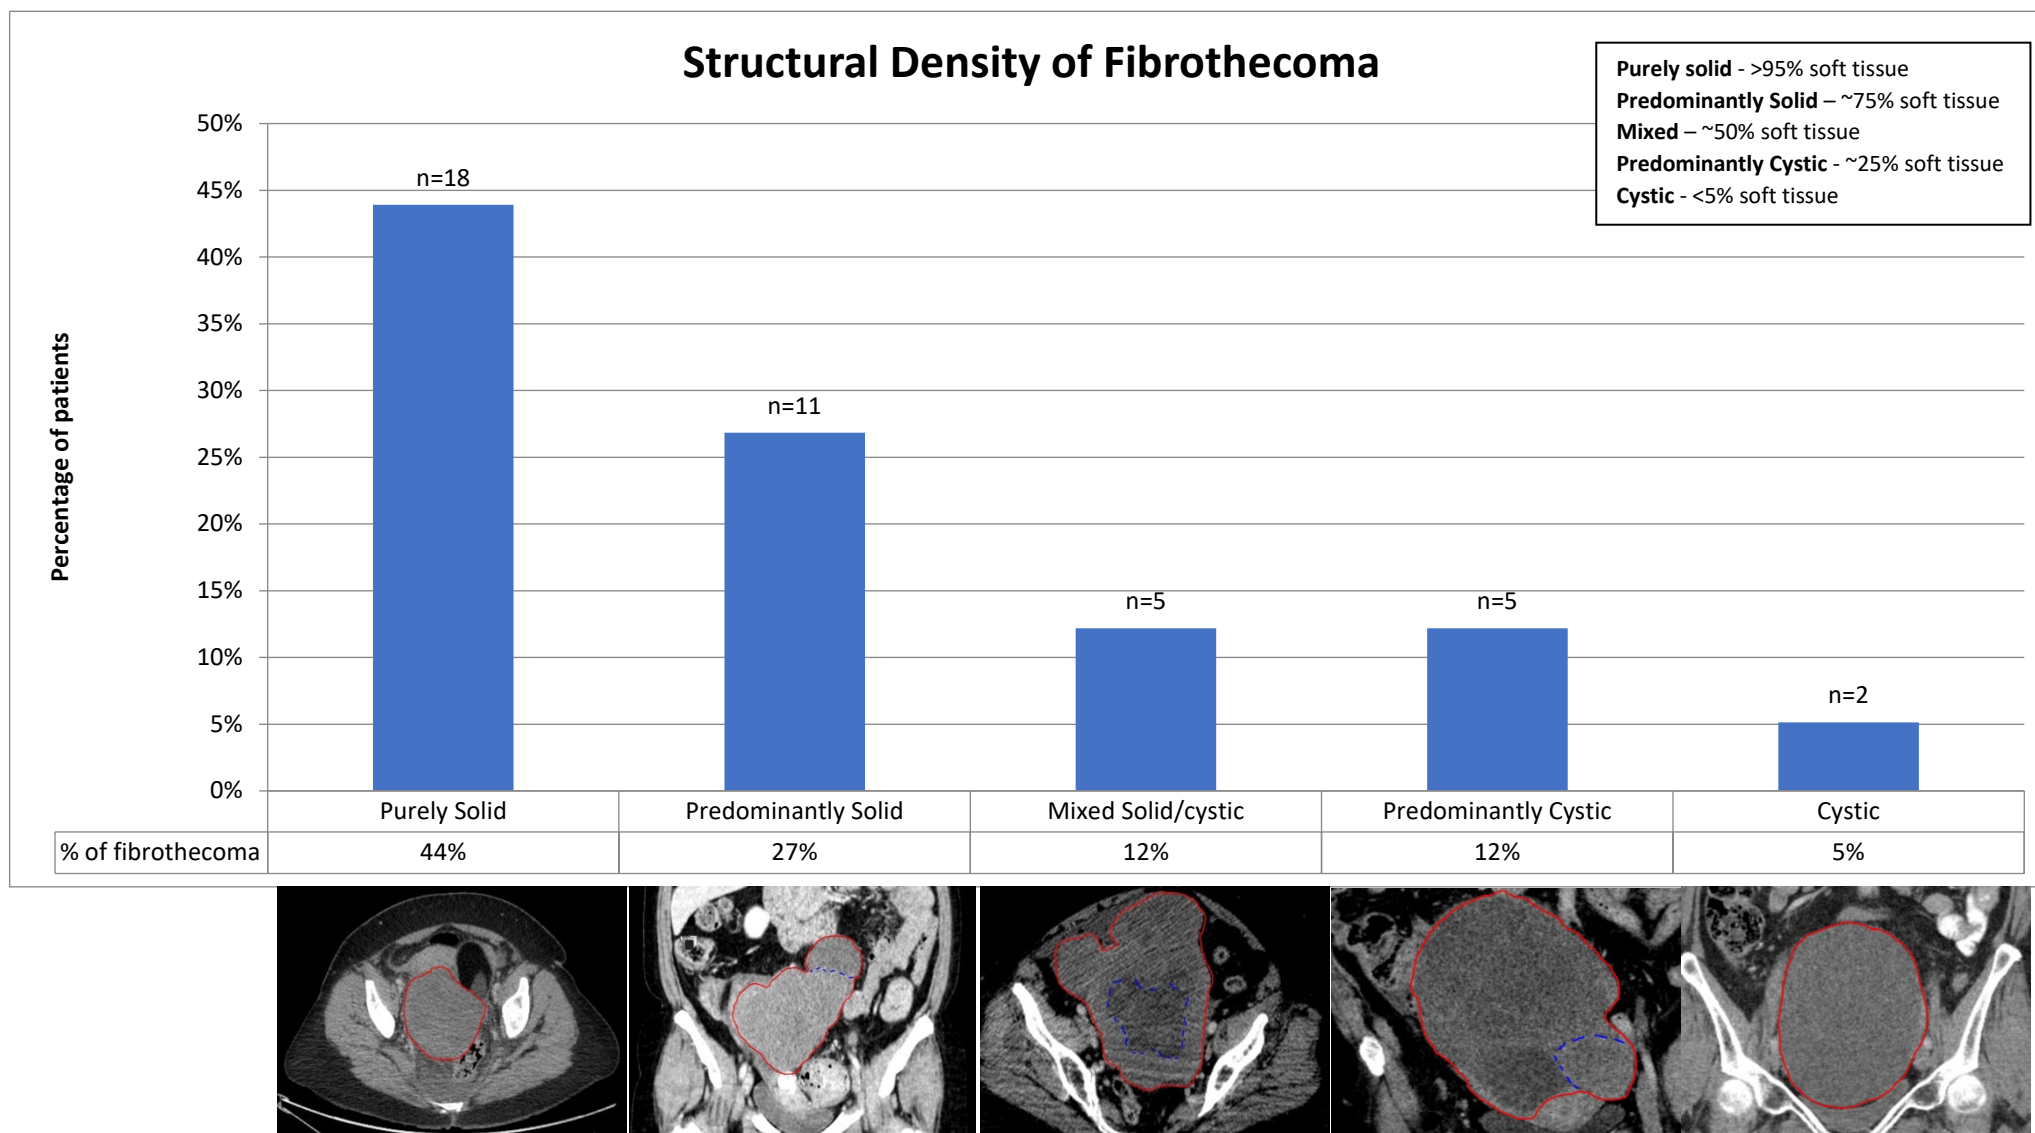 Structural Density of Fibrothecoma
Purely solid - >95% soft tissue
Predominantly Solid – ~75% soft tissue
Mixed – ~50% soft tissue
Predominantly Cystic - ~25% soft tissue
Cystic - <5% soft tissue
Percentage of patients
50%
45%
40%
35%
30%
25%
20%
15%
10%
5%
0%
n=18
n=11
n=5
n=5
n=2
Purely Solid Predominantly Solid Mixed Solid/cystic Predominantly Cystic Cystic
% of fibrothecoma 44% 27% 12% 12% 5%